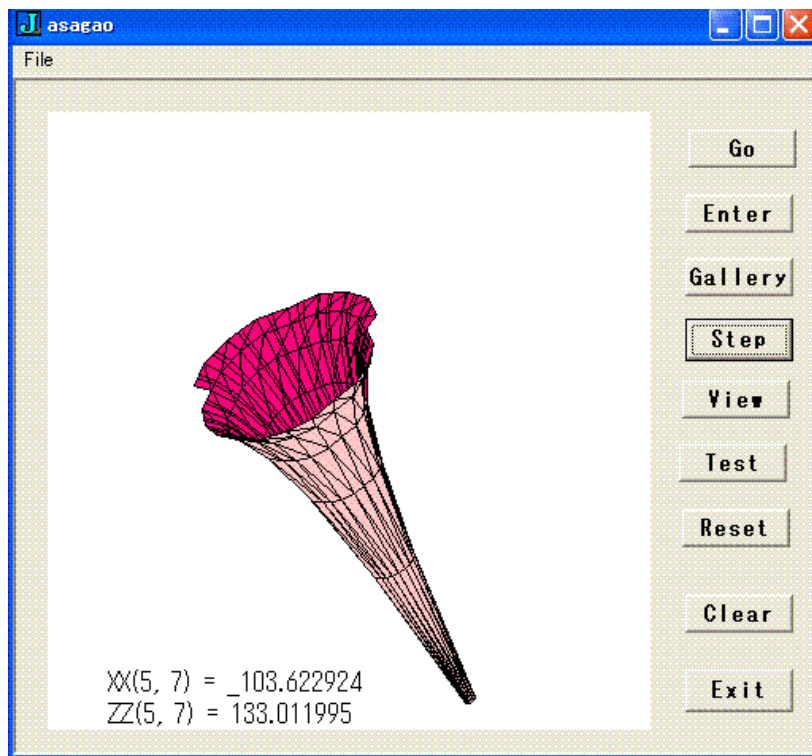 asagao
File
Go
Enter
Gallery
Step
View
Test
Reset
Clear
Exit
XX(5, 7) = _103.622924
ZZ(5, 7) = 133.011995